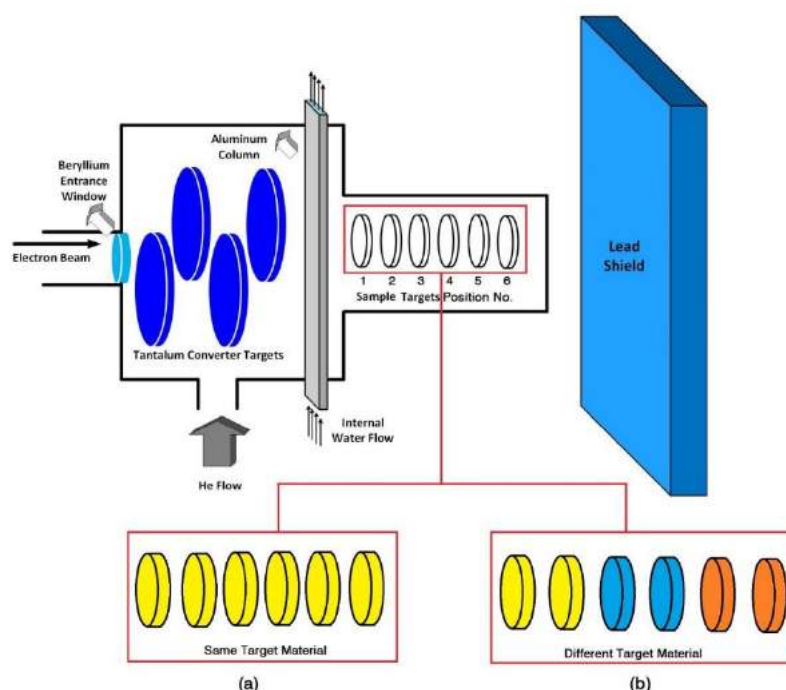 Aluminum
Column
Beryllium
Entrance
Window
Electron Beam
Lead
Shield
1 2 3 4 5 6
Sample Targets Position No.
Tantalum Converter Targets
Internal
Water Flow
He Flow
Same Target Material
Different Target Material
(a)
(b)